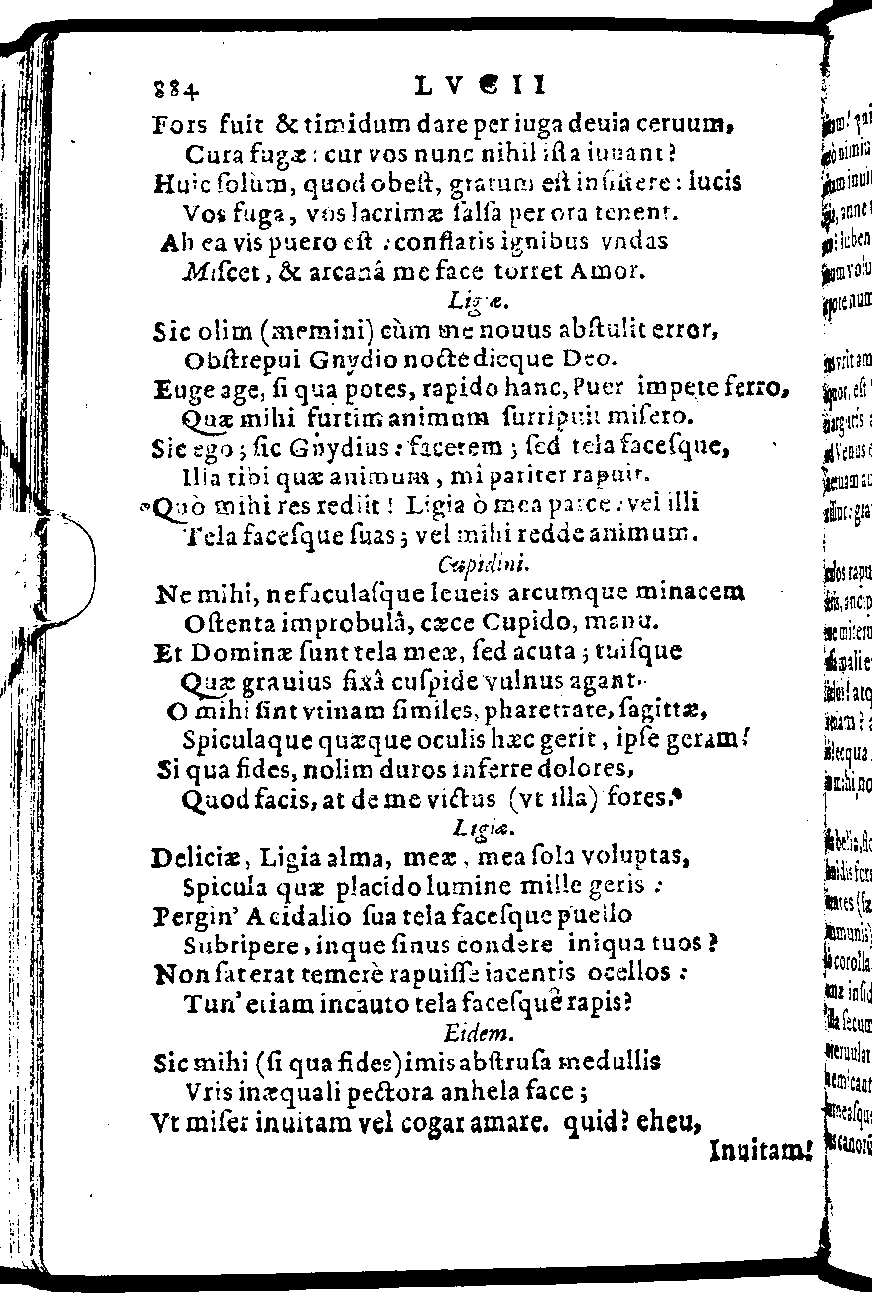 884 LVCII
Fors fuit & timidum dare per iuga deuia ceruum,
Cura fugæ : cur vos nunc nihil ista iuuant?
Huic solùm, quod obest, gratum est insistere : lucis
Vos fuga, vos lacrimæ salsa per ora tenent.
Ah ea vis puero est : conflatis ignibus vndas
Miscet, & arcanâ me face torret Amor.
Ligiæ.
Sic olim (memini) cùm me nouus abstulit error,
Obstrepui Gnydio nocte dieque Deo.
Euge age, si qua potes, rapido hanc, Puer impete ferro,
Quæ mihi furtim animum surripuit misero.
Sic ego ; sic Gnydius : facerem ; sed tela facesque,
Illa tibi quæ animum, mi pariter rapuit.
Quò mihi res rediit ! Ligia ò mea parce : vel illi
Tela facesque suas ; vel mihi redde animum.
Cupidini.
Ne mihi, ne faculasque leueis arcumque minacem
Ostenta improbulâ, cæce Cupido, manu.
Et Dominæ sunt tela meæ, sed acuta ; tuisque
Quæ grauius fixâ cuspide vulnus agant.
O mihi sint vtinam similes, pharetrate, sagittæ,
Spiculaque quæque oculis hæc gerit, ipse geram!
Si qua fides, nolim duros inferre dolores,
Quod facis, at de me victus (vt illa) fores.
Ligiæ.
Deliciæ, Ligia alma, meæ, mea sola voluptas,
Spicula quæ placido lumine mille geris :
Pergin' Acidalio sua tela facesque puello
Subripere, inque sinus condere iniqua tuos ?
Non sat erat temerè rapuisse iacentis ocellos :
Tun' etiam incauto tela facesquê rapis?
Eidem.
Sic mihi (si qua fides) imis abstrusa medullis
Vris inæquali pectora anhela face ;
Vt miser inuitam vel cogar amare. quid? eheu,
Inuitam!